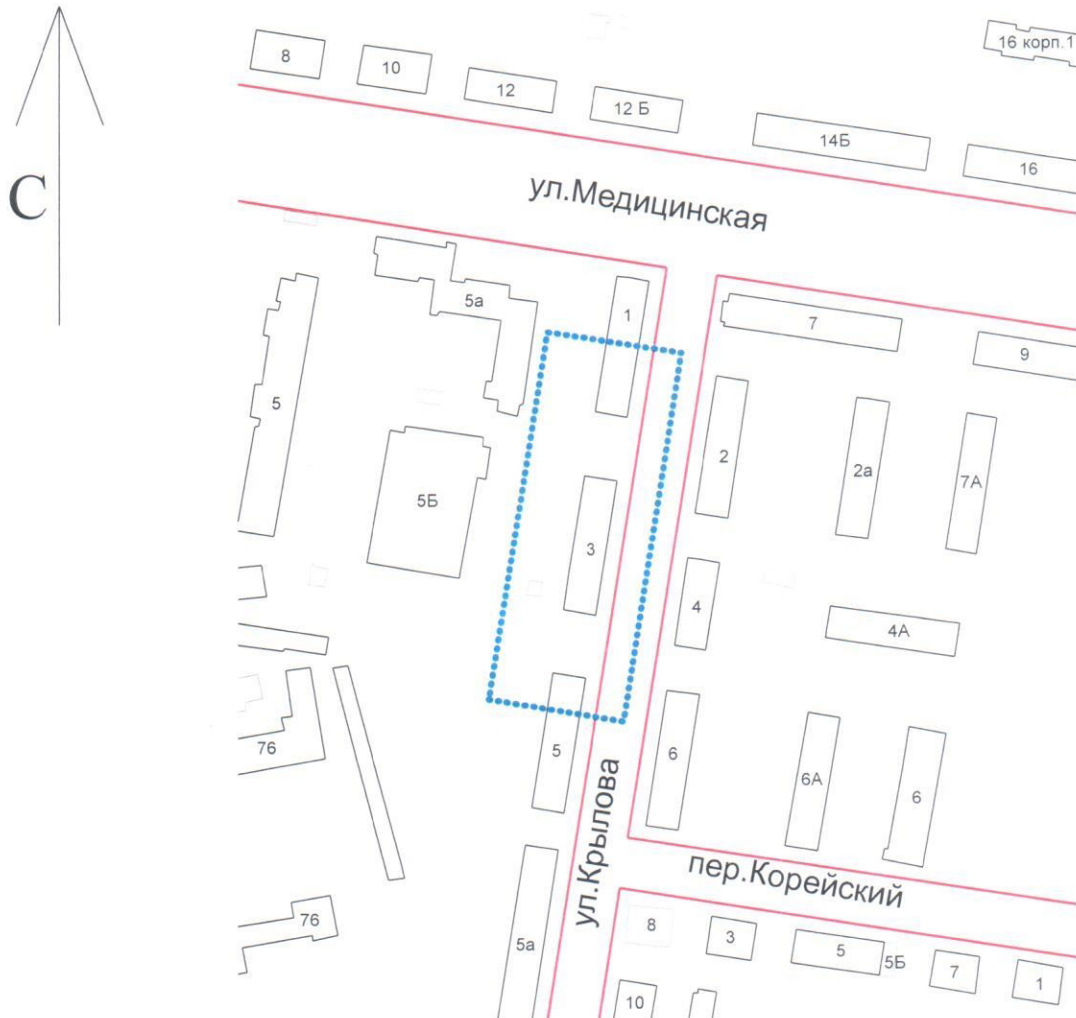 8
10
12
12 Б
14Б
16
16 корп.1
С
ул.Медицинская
5а
1
7
9
5
5Б
3
2
2а
7А
4
4А
76
5
6
6А
6
ул.Крылова
пер.Корейский
76
5а
8
3
5
5Б
7
1
10